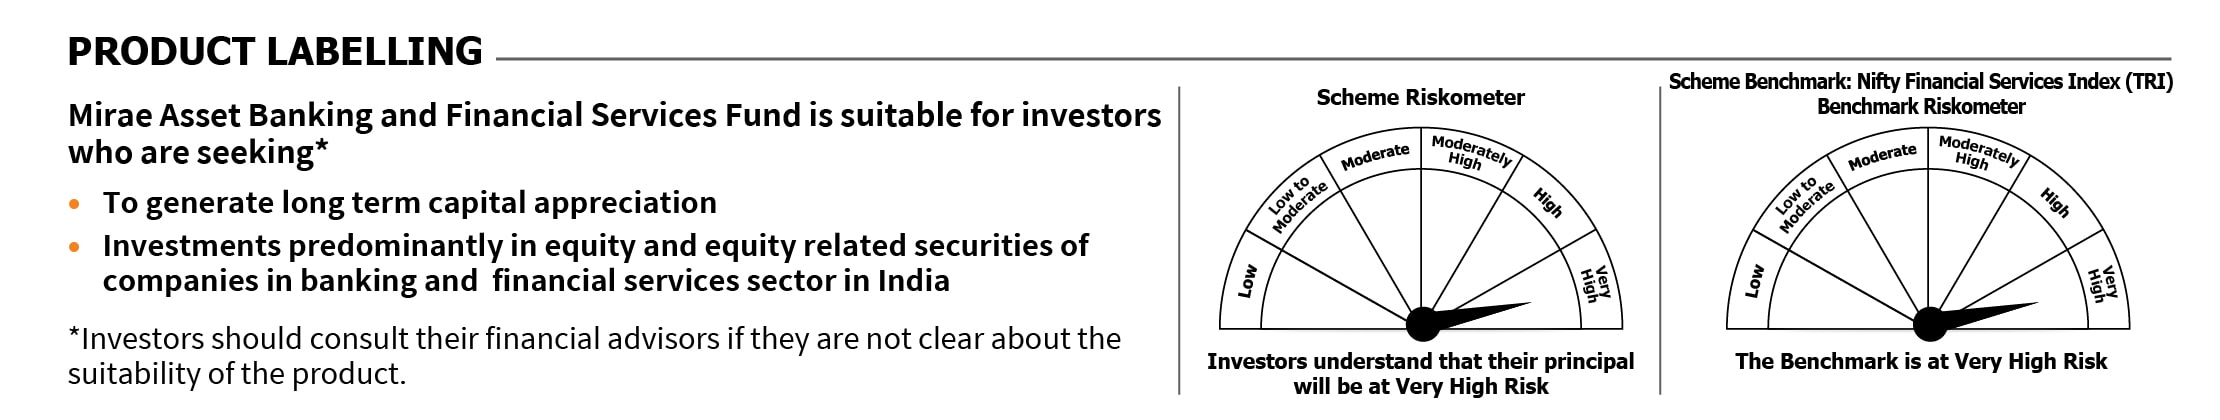 PRODUCT LABELLING
Mirae Asset Banking and Financial Services Fund is suitable for investors
who are seeking*
• To generate long term capital appreciation
• Investments predominantly in equity and equity related securities of
companies in banking and financial services sector in India
*Investors should consult their financial advisors if they are not clear about the
suitability of the product.
Scheme Riskometer
Low
Low to
Moderate
Moderate
Moderately
High
High
Very
High
Investors understand that their principal
will be at Very High Risk
Scheme Benchmark: Nifty Financial Services Index (TRI)
Benchmark Riskometer
Low
Low to
Moderate
Moderate
Moderately
High
High
Very
High
The Benchmark is at Very High Risk